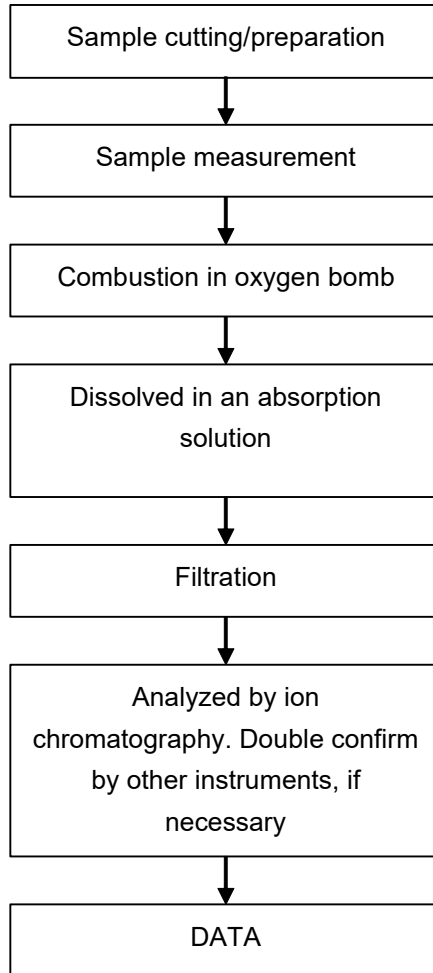 Sample cutting/preparation
Sample measurement
Combustion in oxygen bomb
Dissolved in an absorption
solution
Filtration
Analyzed by ion
chromatography. Double confirm
by other instruments, if
necessary
DATA